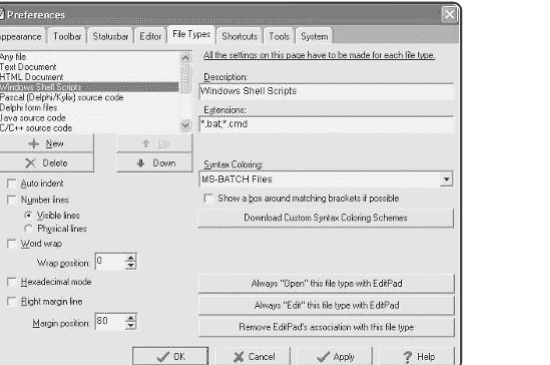 Preferences
Appearance Toolbar Statusbar Editor File Types Shortcuts Tools System
Any file
Text Document
HTML Document
Windows Shell Scripts
Pascal (Delphi/Kylix) source code
Delphi form files
Java source code
C/C++ source code
New
Up
Delete
Down
Auto indent
Number lines
Visible lines
Physical lines
Word wrap
Wrap position: 0
Hexadecimal mode
Right margin line
Margin position: 80
All the settings on this page have to be made for each file type.
Description:
Windows Shell Scripts
Extensions:
*.bat;*.cmd
Syntax Coloring:
MS-BATCH Files
Show a box around matching brackets if possible
Download Custom Syntax Coloring Schemes
Always "Open" this file type with EditPad
Always "Edit" this file type with EditPad
Remove EditPad's association with this file type
OK Cancel Apply ? Help